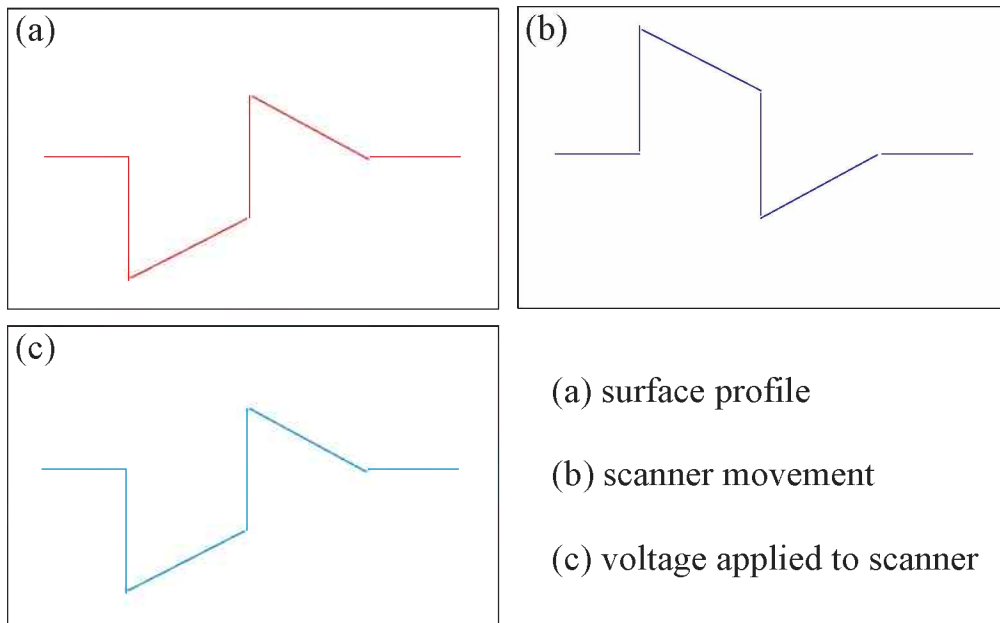 (a)
(b)
(c)
(a) surface profile
(b) scanner movement
(c) voltage applied to scanner